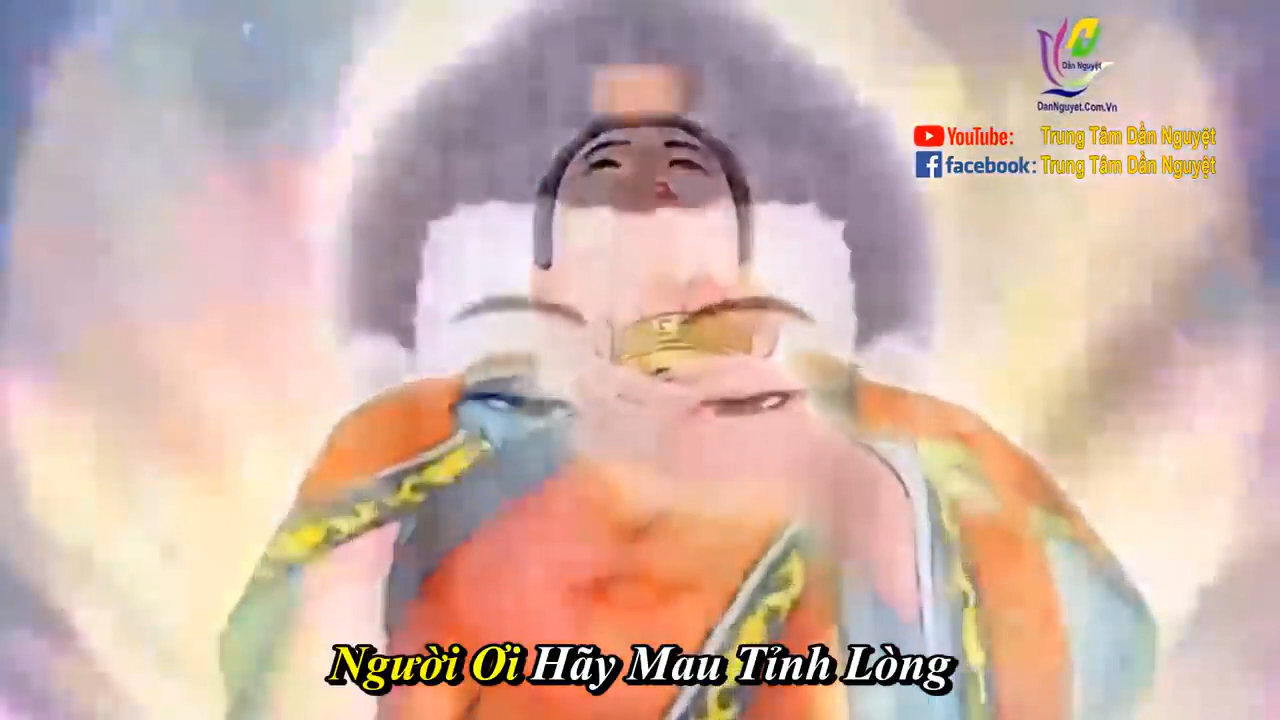 Dần Nguyệt
DanNguyet.Com.Vn
YouTube: Trung Tâm Dần Nguyệt
facebook: Trung Tâm Dần Nguyệt
Người Ơi Hãy Mau Tỉnh Lòng